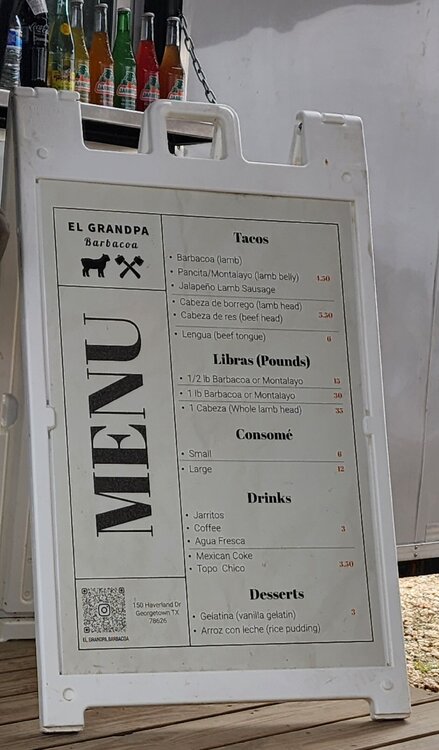 EL GRANDPA
Barbacoa
MENU
Tacos
• Barbacoa (lamb)
• Pancita/Montalayo (lamb belly) 4.50
• Jalapeño Lamb Sausage
• Cabeza de borrego (lamb head)
• Cabeza de res (beef head) 5.50
• Lengua (beef tongue) 6
Libras (Pounds)
• 1/2 lb Barbacoa or Montalayo 15
• 1 lb Barbacoa or Montalayo 30
• 1 Cabeza (Whole lamb head) 35
Consomé
• Small 6
• Large 12
Drinks
• Jarritos
• Coffee 3
• Agua Fresca
• Mexican Coke
• Topo Chico 3.50
Desserts
• Gelatina (vanilla gelatin) 3
• Arroz con leche (rice pudding)
EL_GRANDPA_BARBACOA
150 Haverland Dr
Georgetown TX
78626